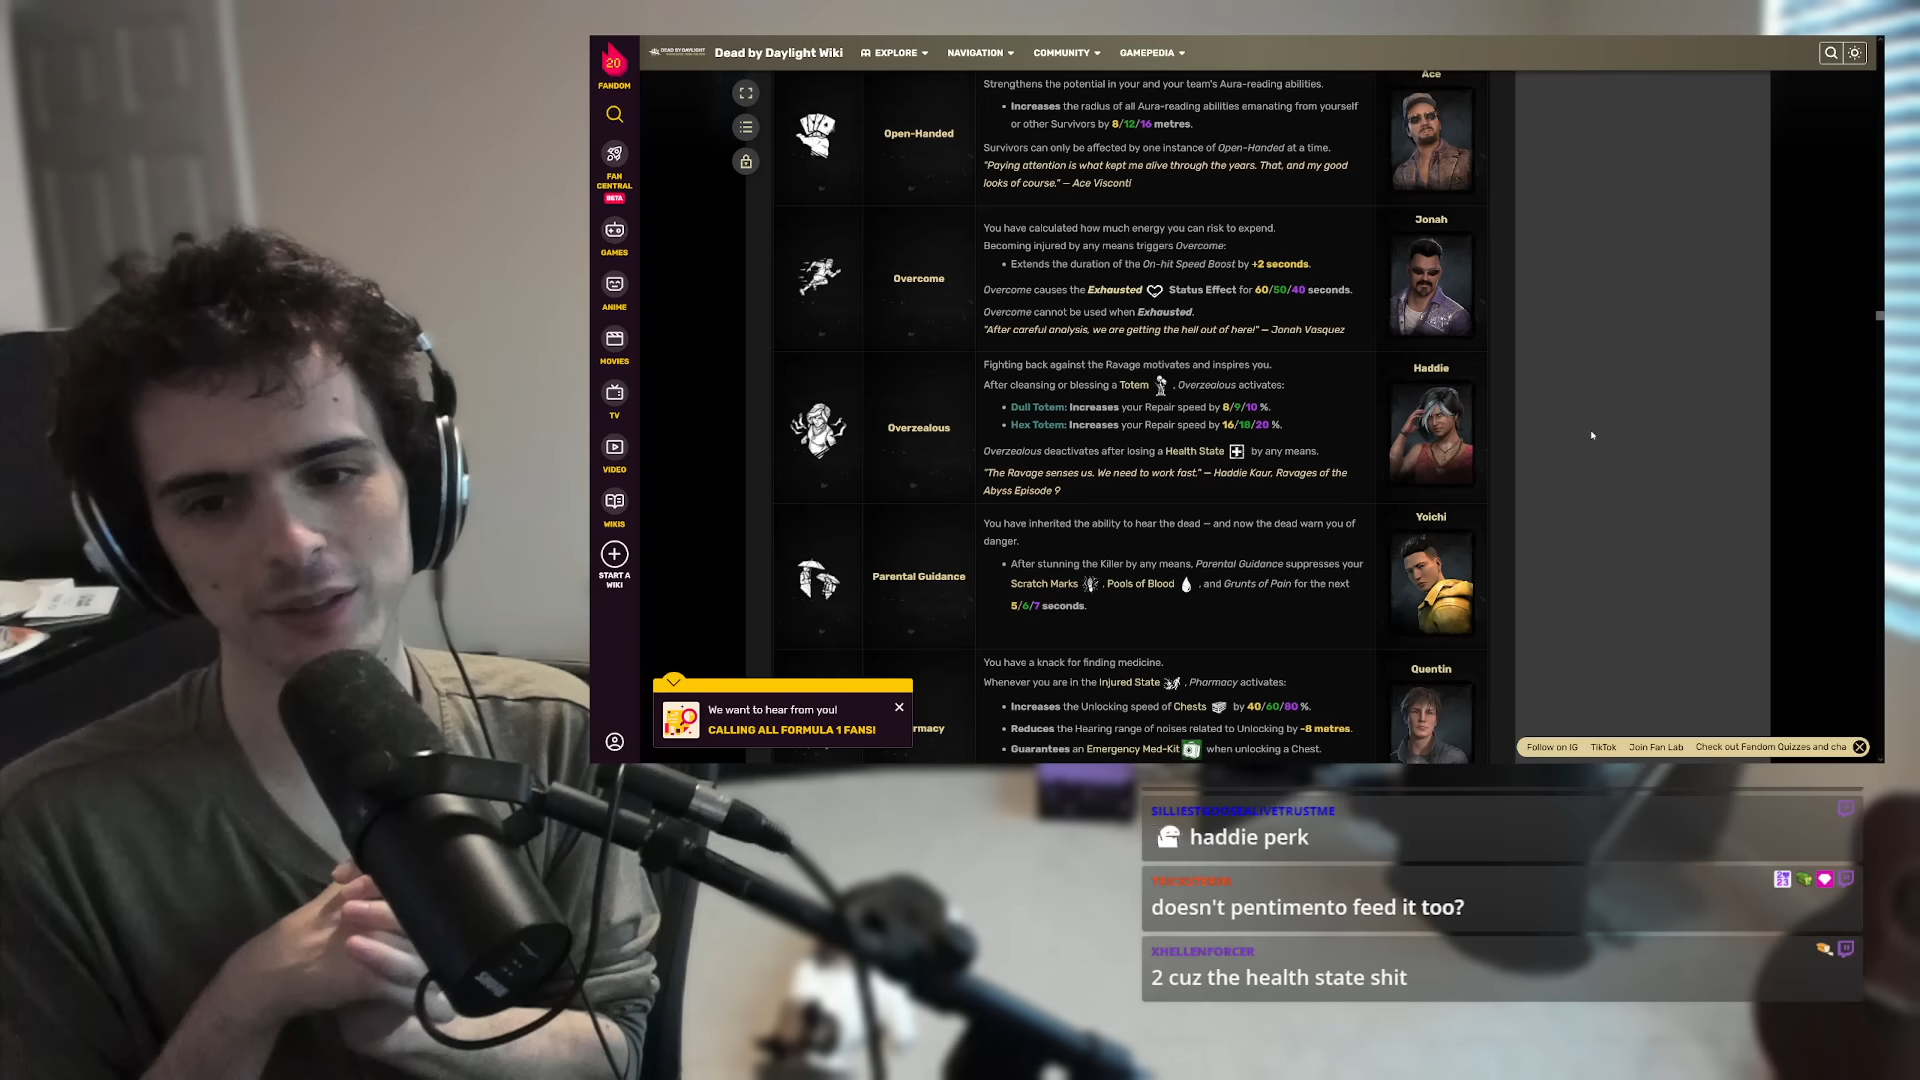 20
FANDOM
FAN
CENTRAL
BETA
GAMES
ANIME
MOVIES
TV
VIDEO
WIKIS
START A
WIKI
Dead by Daylight Wiki
EXPLORE
NAVIGATION
COMMUNITY
GAMEPEDIA
Open-Handed
Strengthens the potential in your and your team's Aura-reading abilities.
• Increases the radius of all Aura-reading abilities emanating from yourself
or other Survivors by 8/12/16 metres.
Survivors can only be affected by one instance of Open-Handed at a time.
"Paying attention is what kept me alive through the years. That, and my good
looks of course." — Ace Visconti
Ace
Overcome
You have calculated how much energy you can risk to expend.
Becoming injured by any means triggers Overcome:
• Extends the duration of the On-hit Speed Boost by +2 seconds.
Overcome causes the Exhausted Status Effect for 60/50/40 seconds.
Overcome cannot be used when Exhausted.
"After careful analysis, we are getting the hell out of here!" — Jonah Vasquez
Jonah
Overzealous
Fighting back against the Ravage motivates and inspires you.
After cleansing or blessing a Totem , Overzealous activates:
• Dull Totem: Increases your Repair speed by 8/9/10 %.
• Hex Totem: Increases your Repair speed by 16/18/20 %.
Overzealous deactivates after losing a Health State by any means.
"The Ravage senses us. We need to work fast." — Haddie Kaur, Ravages of the
Abyss Episode 9
Haddie
Parental Guidance
You have inherited the ability to hear the dead — and now the dead warn you of
danger.
• After stunning the Killer by any means, Parental Guidance suppresses your
Scratch Marks , Pools of Blood , and Grunts of Pain for the next
5/6/7 seconds.
Yoichi
rmacy
You have a knack for finding medicine.
Whenever you are in the Injured State , Pharmacy activates:
• Increases the Unlocking speed of Chests by 40/60/80 %.
• Reduces the Hearing range of noises related to Unlocking by -8 metres.
• Guarantees an Emergency Med-Kit when unlocking a Chest.
Quentin
We want to hear from you!
CALLING ALL FORMULA 1 FANS!
Follow on IG TikTok Join Fan Lab Check out Fandom Quizzes and cha
SILLIESTGOOSEALIVETRUSTME
haddie perk
doesn't pentimento feed it too?
XHELLENFORCER
2 cuz the health state shit